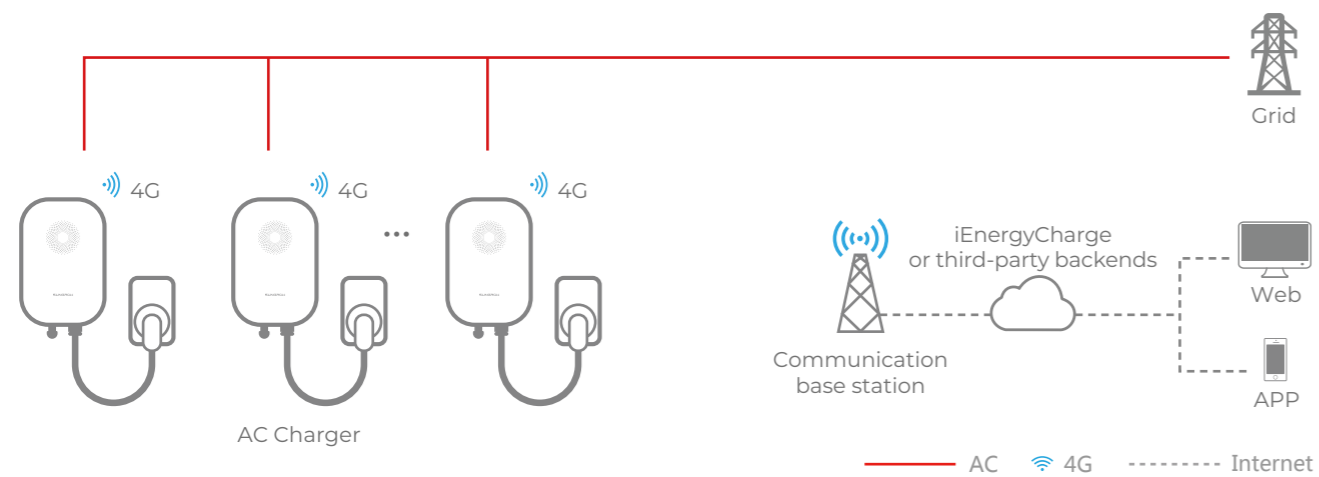 Grid
4G
4G
4G
iEnergyCharge
or third-party backends
Web
Communication
base station
APP
AC Charger
AC
4G
Internet